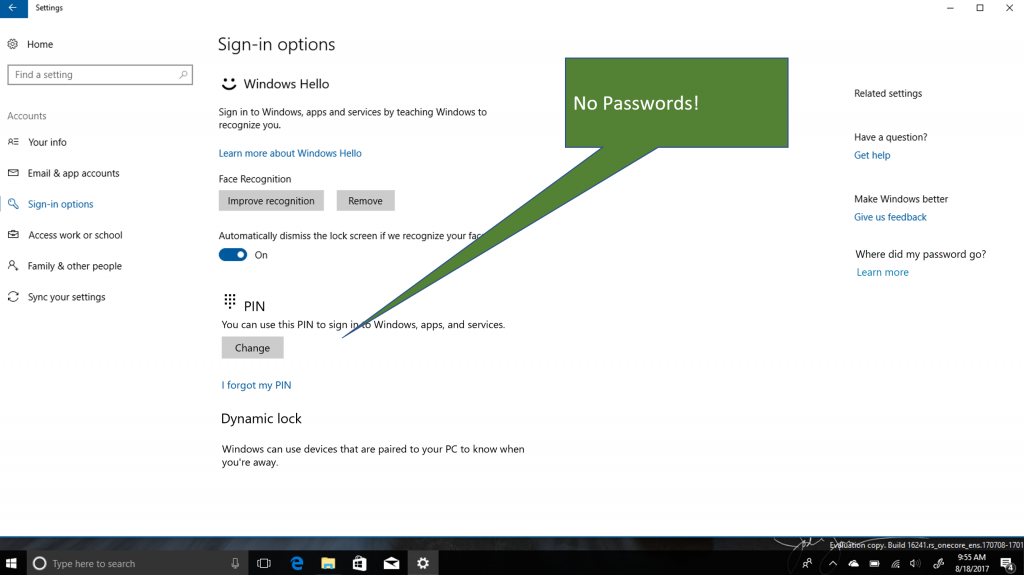 Settings
Home
Find a setting
Accounts
Your info
Email & app accounts
Sign-in options
Access work or school
Family & other people
Sync your settings
Sign-in options
Windows Hello
Sign in to Windows, apps and services by teaching Windows to
recognize you.
Learn more about Windows Hello
Face Recognition
Improve recognition
Remove
Automatically dismiss the lock screen if we recognize your face
On
PIN
You can use this PIN to sign in to Windows, apps, and services.
Change
I forgot my PIN
Dynamic lock
Windows can use devices that are paired to your PC to know when
you're away.
No Passwords!
Related settings
Have a question?
Get help
Make Windows better
Give us feedback
Where did my password go?
Learn more
Evaluation copy. Build 16241.rs_onecore_ens.170708-1701
Type here to search
9:55 AM
8/18/2017
4